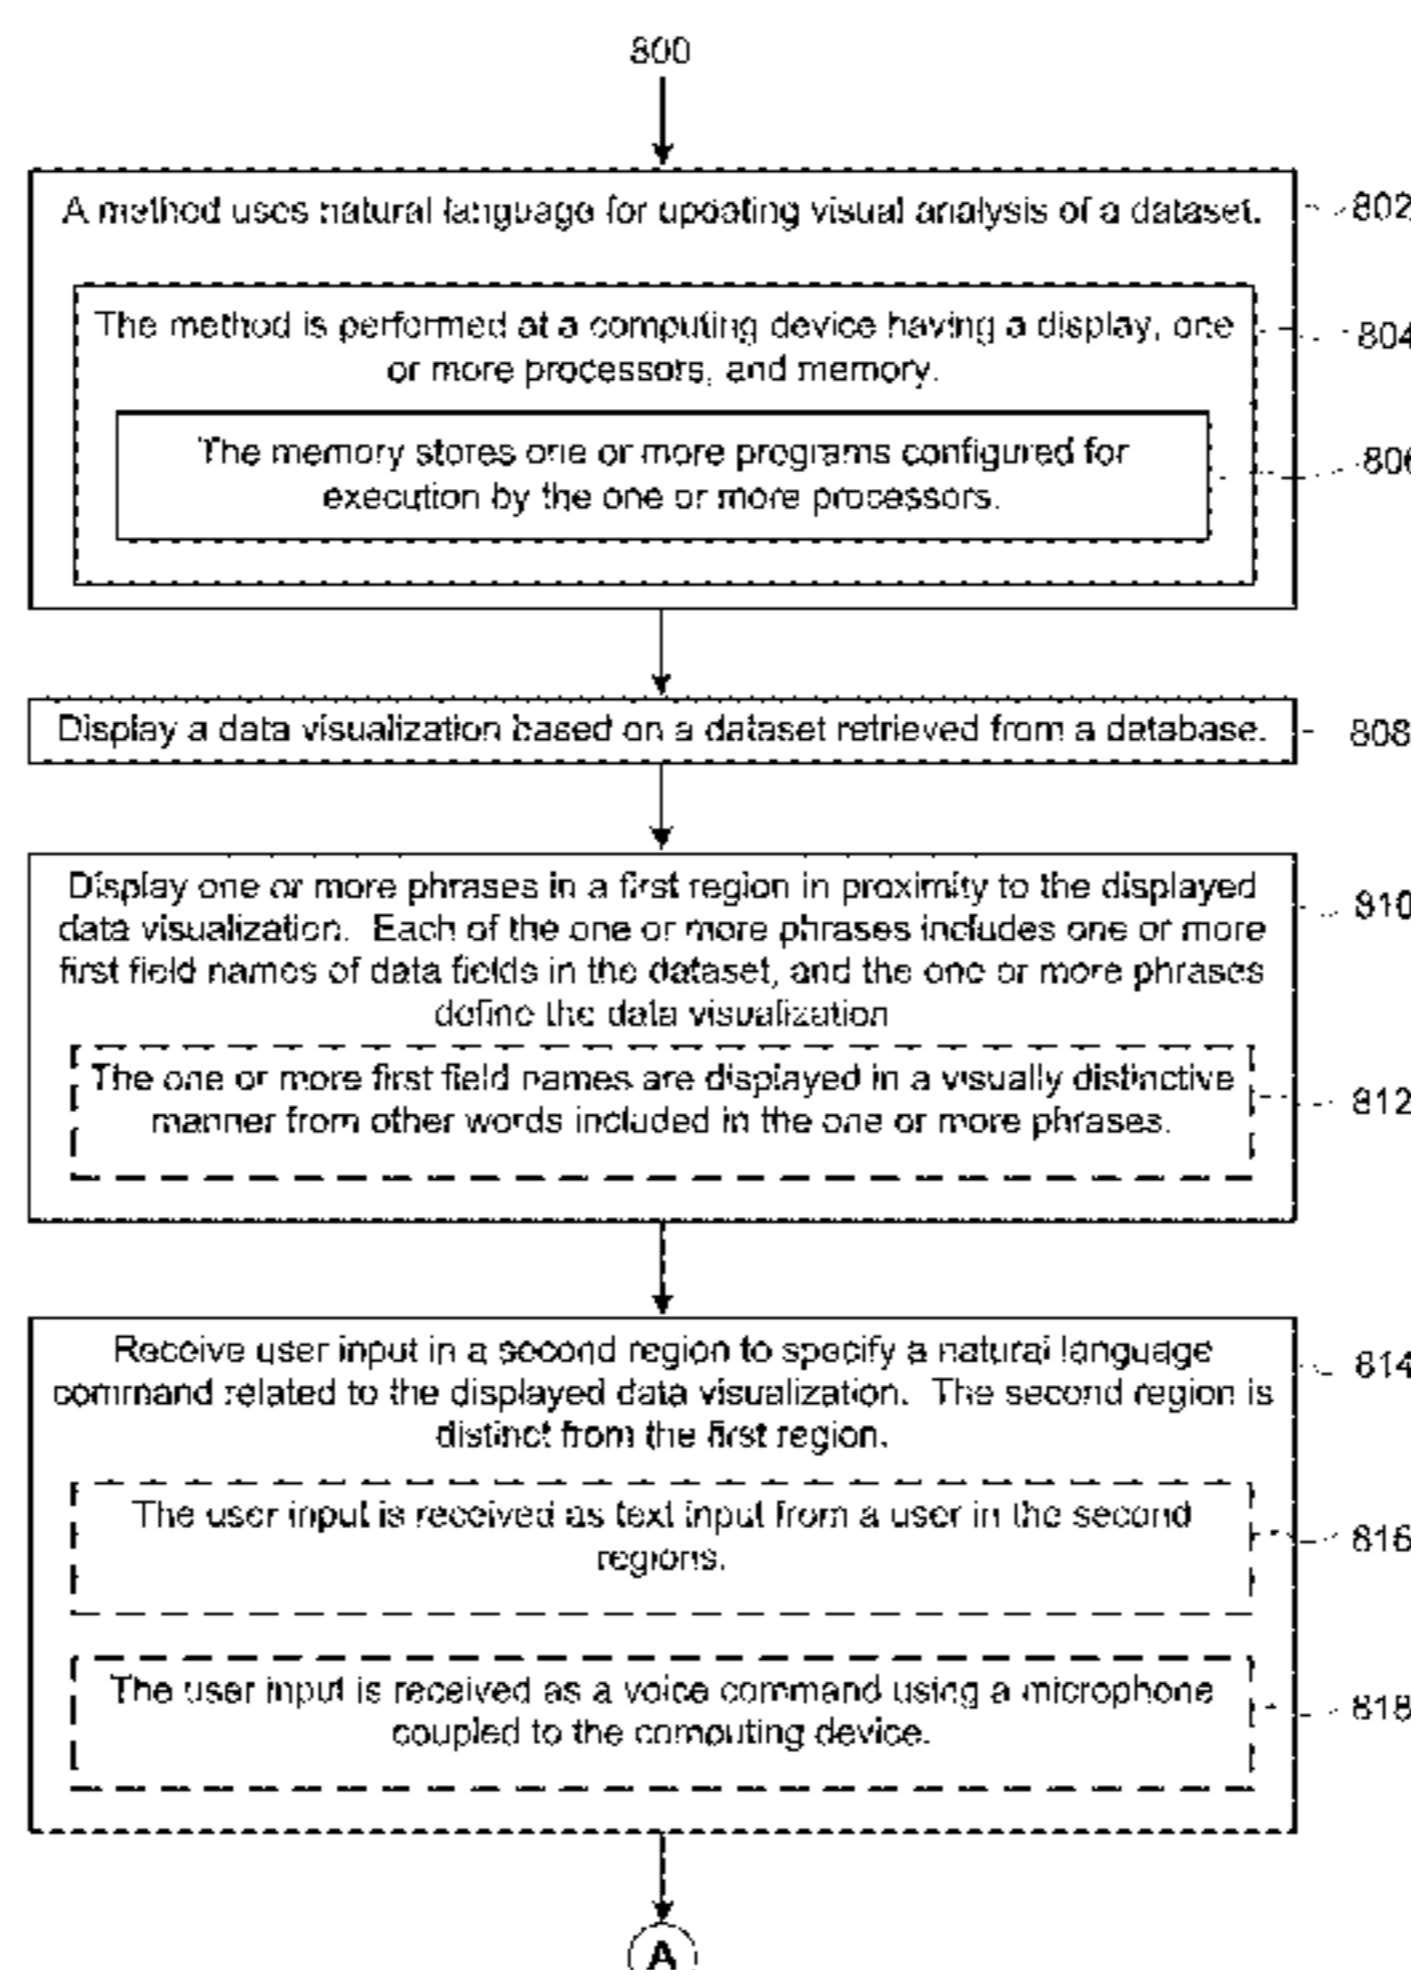 800
A method uses natural language for updating visual analysis of a dataset.
802
The method is performed at a computing device having a display, one
804
or more processors, and memory.
The memory stores one or more programs configured for
806
execution by the one or more processors.
Display a data visualization based on a dataset retrieved from a database.
808
Display one or more phrases in a first region in proximity to the displayed
810
data visualization. Each of the one or more phrases includes one or more
first field names of data fields in the dataset, and the one or more phrases
define the data visualization
The one or more first field names are displayed in a visually distinctive
812
manner from other words included in the one or more phrases.
Receive user input in a second region to specify a natural language
814
command related to the displayed data visualization. The second region is
distinct from the first region.
The user input is received as text input from a user in the second
816
regions.
The user input is received as a voice command using a microphone
818
coupled to the computing device.
A